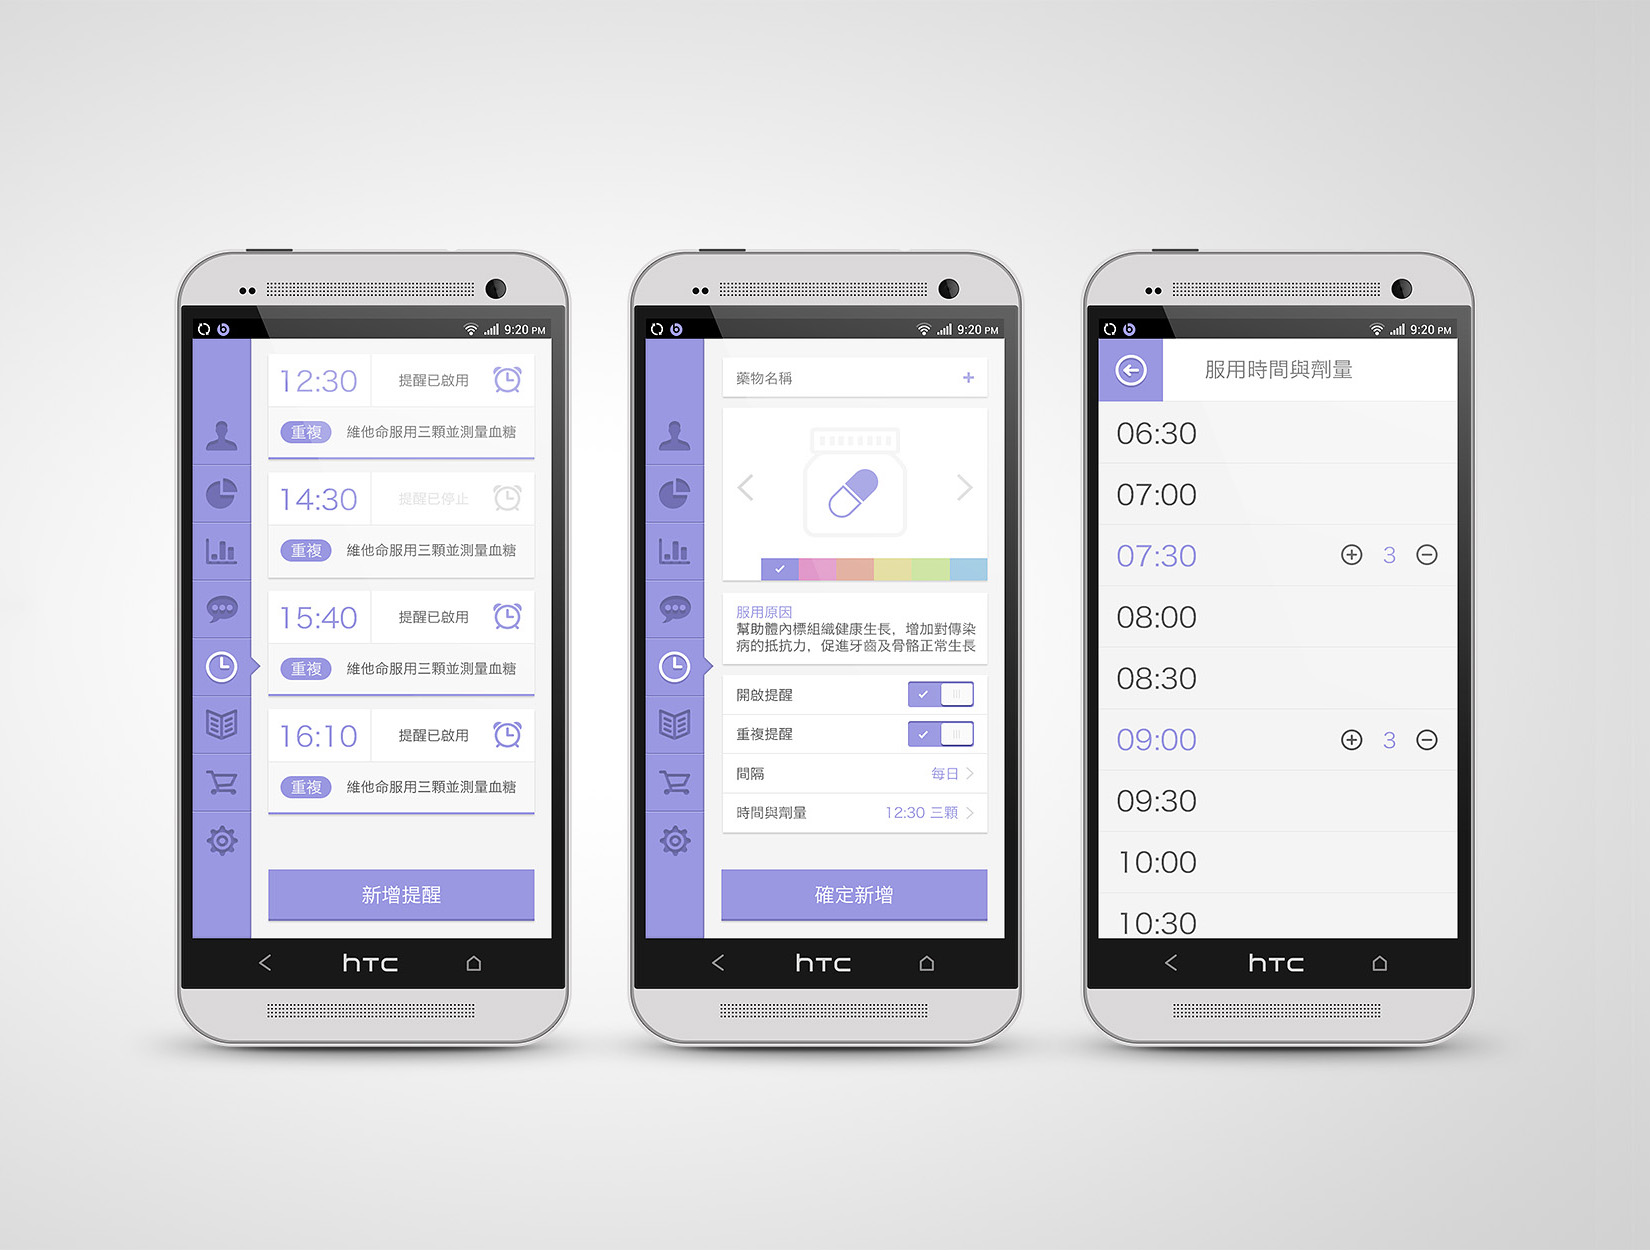 9:20 PM
12:30 提醒已啟用
重複 維他命服用三顆並測量血糖
14:30 提醒已停止
重複 維他命服用三顆並測量血糖
15:40 提醒已啟用
重複 維他命服用三顆並測量血糖
16:10 提醒已啟用
重複 維他命服用三顆並測量血糖
新增提醒
hTC
9:20 PM
藥物名稱 +
服用原因
幫助體內標組織健康生長，增加對傳染
病的抵抗力，促進牙齒及骨骼正常生長
開啟提醒
重複提醒
間隔 每日
時間與劑量 12:30 三顆
確定新增
hTC
9:20 PM
服用時間與劑量
06:30
07:00
07:30 3
08:00
08:30
09:00 3
09:30
10:00
10:30
hTC